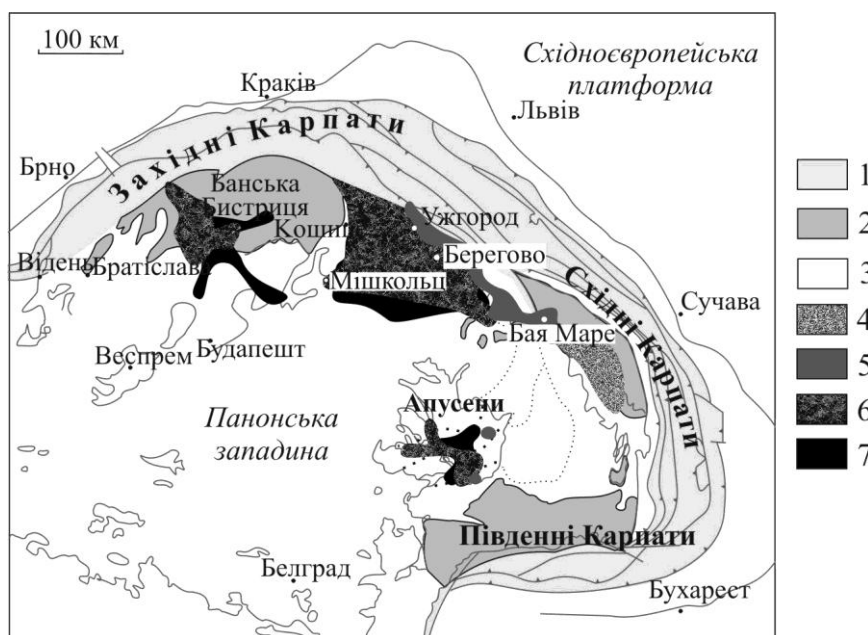 100 км
Східноєвропейська
платформа
Краків
Львів
Західні Карпати
Брно
1
2
3
4
5
6
7
Банська
Бистриця
Ужгород
Кошице
Берегово
Відень
Братіслава
Мішкольц
Східні Карпати
Сучава
Бая Маре
Веспрем
Будапешт
Апусени
Панонська
западина
Південні Карпати
Белград
Бухарест